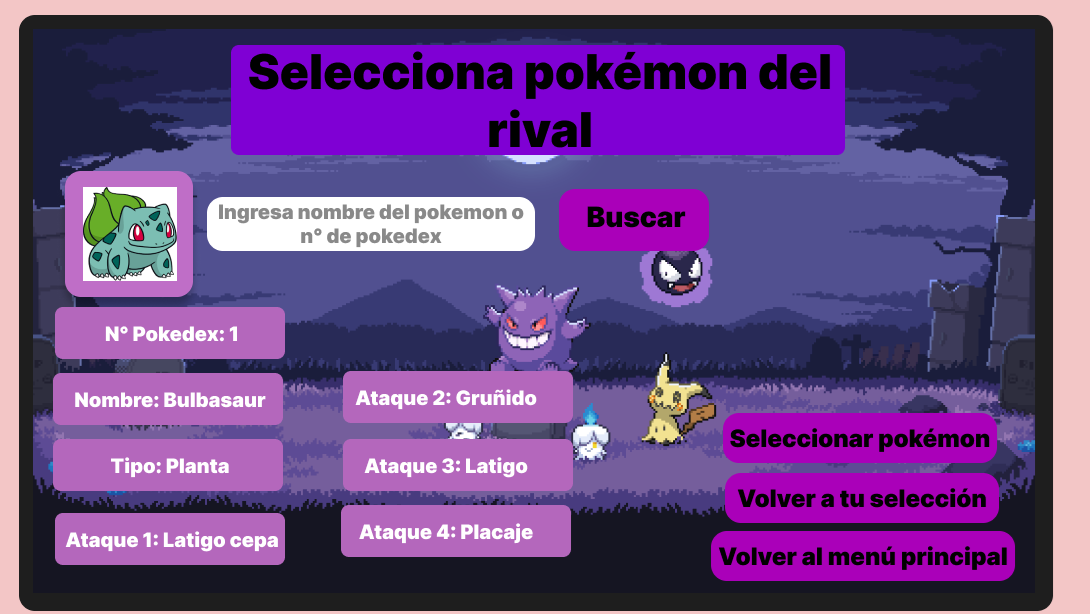 Selecciona pokémon del
rival
Ingresa nombre del pokemon o
n° de pokedex
Buscar
N° Pokedex: 1
Nombre: Bulbasaur
Tipo: Planta
Ataque 1: Latigo cepa
Ataque 2: Gruñido
Ataque 3: Latigo
Ataque 4: Placaje
Seleccionar pokémon
Volver a tu selección
Volver al menú principal